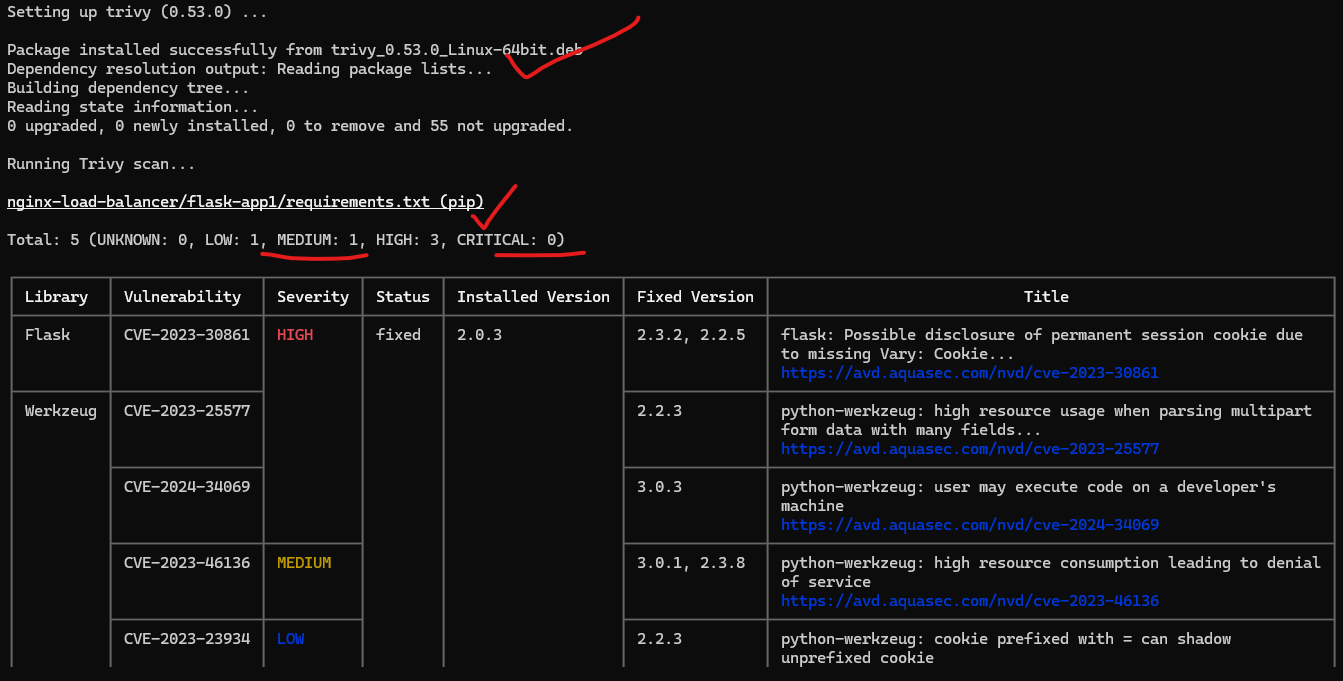 Setting up trivy (0.53.0) ...
Package installed successfully from trivy_0.53.0_Linux-64bit.deb
Dependency resolution output: Reading package lists...
Building dependency tree...
Reading state information...
0 upgraded, 0 newly installed, 0 to remove and 55 not upgraded.
Running Trivy scan...
nginx-load-balancer/flask-app1/requirements.txt (pip)
Total: 5 (UNKNOWN: 0, LOW: 1, MEDIUM: 1, HIGH: 3, CRITICAL: 0)
Library Vulnerability Severity Status Installed Version Fixed Version Title
Flask CVE-2023-30861 HIGH fixed 2.0.3 2.3.2, 2.2.5 flask: Possible disclosure of permanent session cookie due
to missing Vary: Cookie...
https://avd.aquasec.com/nvd/cve-2023-30861
Werkzeug CVE-2023-25577 2.2.3 python-werkzeug: high resource usage when parsing multipart
form data with many fields...
https://avd.aquasec.com/nvd/cve-2023-25577
CVE-2024-34069 3.0.3 python-werkzeug: user may execute code on a developer's
machine
https://avd.aquasec.com/nvd/cve-2024-34069
CVE-2023-46136 MEDIUM 3.0.1, 2.3.8 python-werkzeug: high resource consumption leading to denial
of service
https://avd.aquasec.com/nvd/cve-2023-46136
CVE-2023-23934 LOW 2.2.3 python-werkzeug: cookie prefixed with = can shadow
unprefixed cookie